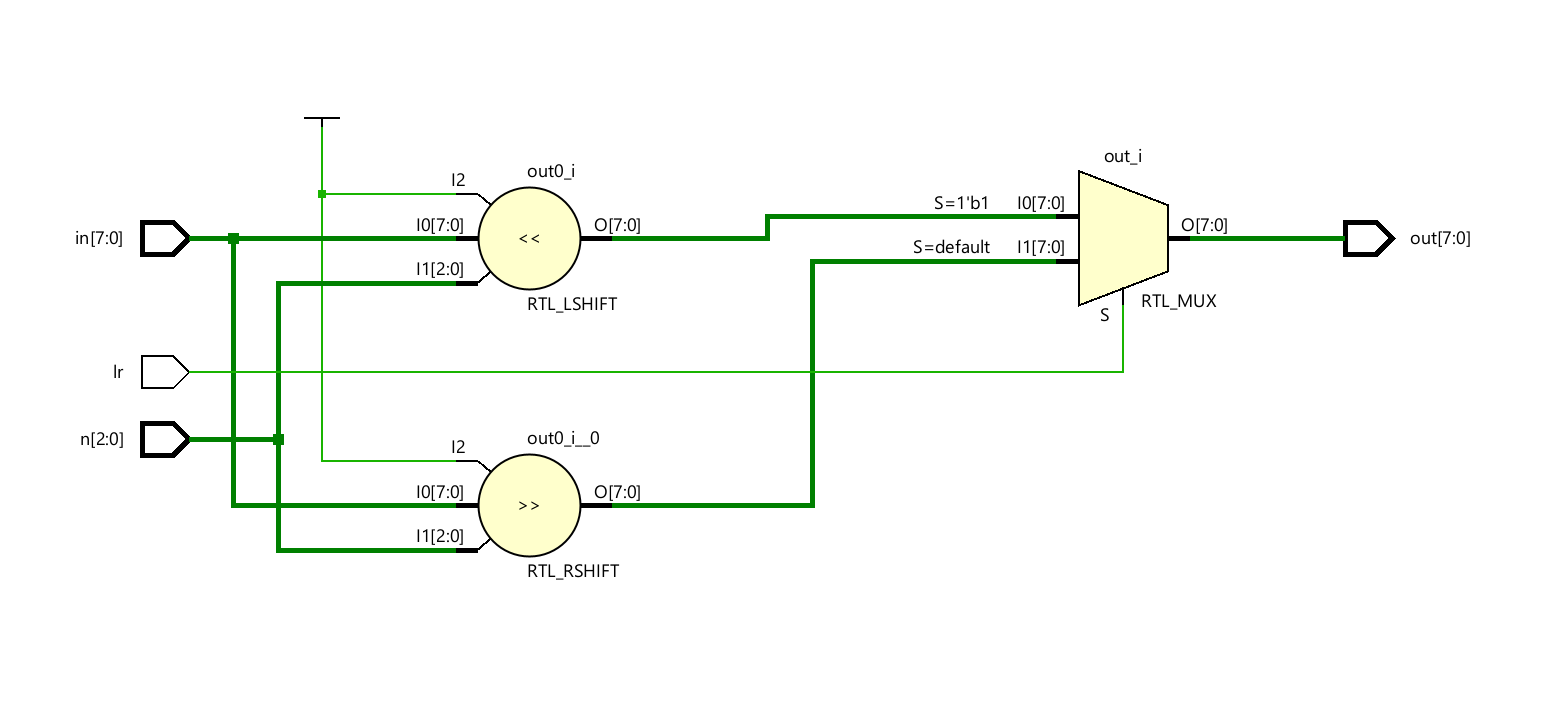 out0_i
I2
in[7:0]
I0[7:0]
<<
O[7:0]
I1[2:0]
RTL_LSHIFT
out_i
S=1'b1
I0[7:0]
S=default
I1[7:0]
O[7:0]
out[7:0]
S
RTL_MUX
lr
n[2:0]
out0_i__0
I2
I0[7:0]
>>
O[7:0]
I1[2:0]
RTL_RSHIFT